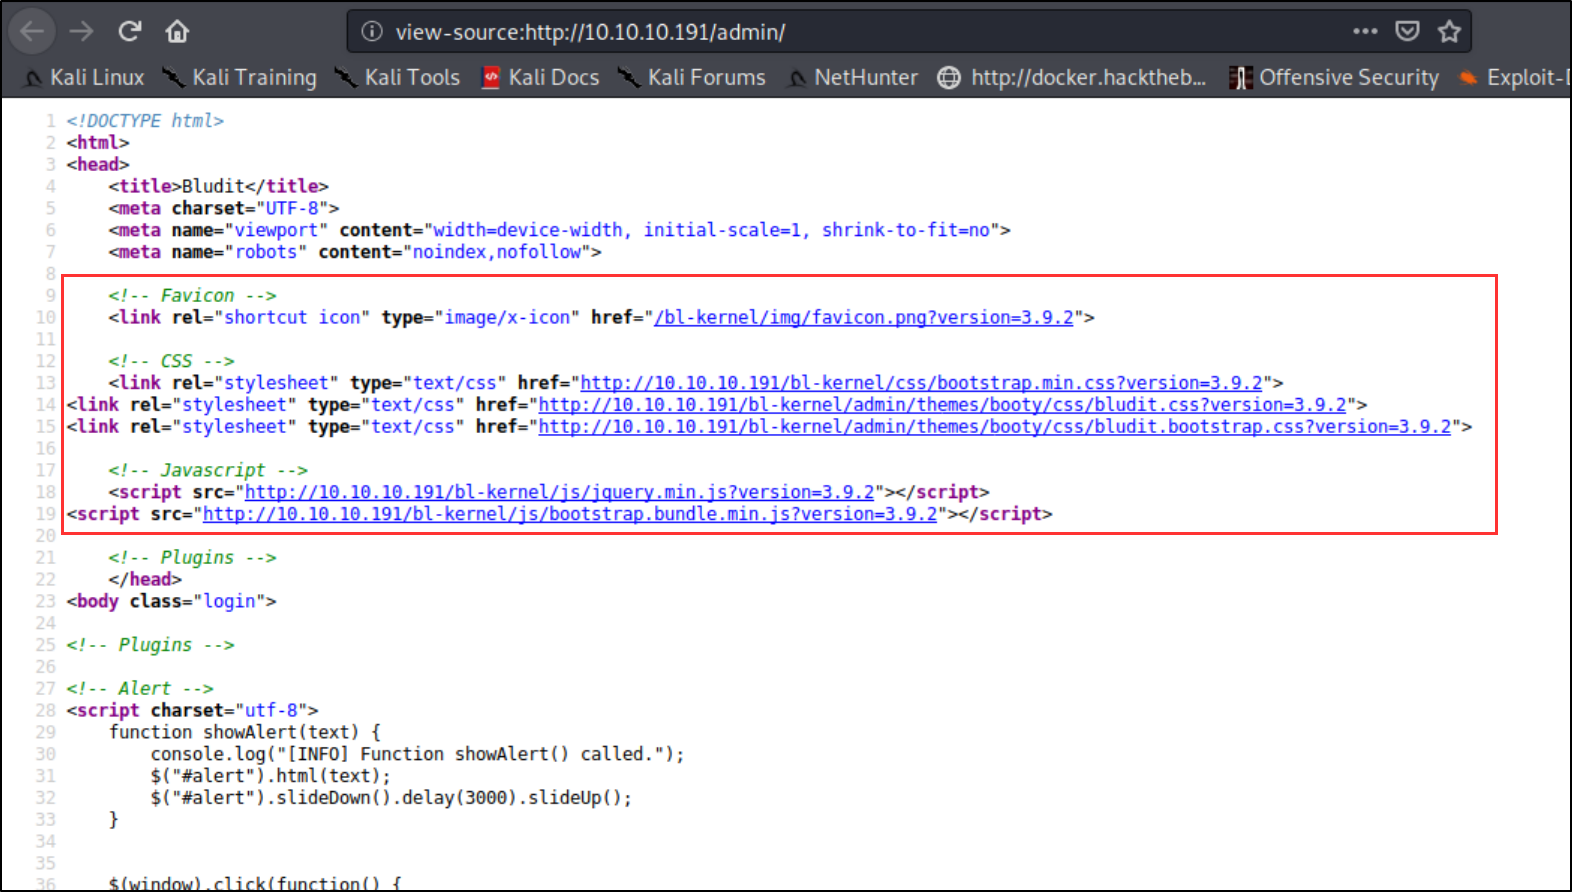 view-source:http://10.10.10.191/admin/
Kali Linux Kali Training Kali Tools Kali Docs Kali Forums NetHunter http://docker.hacktheb... Offensive Security Exploit-D
1 <!DOCTYPE html>
2 <html>
3 <head>
4 <title>Bludit</title>
5 <meta charset="UTF-8">
6 <meta name="viewport" content="width=device-width, initial-scale=1, shrink-to-fit=no">
7 <meta name="robots" content="noindex,nofollow">
8
9 <!-- Favicon -->
10 <link rel="shortcut icon" type="image/x-icon" href="/bl-kernel/img/favicon.png?version=3.9.2">
11
12 <!-- CSS -->
13 <link rel="stylesheet" type="text/css" href="http://10.10.10.191/bl-kernel/css/bootstrap.min.css?version=3.9.2">
14 <link rel="stylesheet" type="text/css" href="http://10.10.10.191/bl-kernel/admin/themes/booty/css/bludit.css?version=3.9.2">
15 <link rel="stylesheet" type="text/css" href="http://10.10.10.191/bl-kernel/admin/themes/booty/css/bludit.bootstrap.css?version=3.9.2">
16
17 <!-- Javascript -->
18 <script src="http://10.10.10.191/bl-kernel/js/jquery.min.js?version=3.9.2"></script>
19 <script src="http://10.10.10.191/bl-kernel/js/bootstrap.bundle.min.js?version=3.9.2"></script>
20
21 <!-- Plugins -->
22 </head>
23 <body class="login">
24
25 <!-- Plugins -->
26
27 <!-- Alert -->
28 <script charset="utf-8">
29 function showAlert(text) {
30 console.log("[INFO] Function showAlert() called.");
31 $("#alert").html(text);
32 $("#alert").slideDown().delay(3000).slideUp();
33 }
34
35
36 $(window).click(function() {